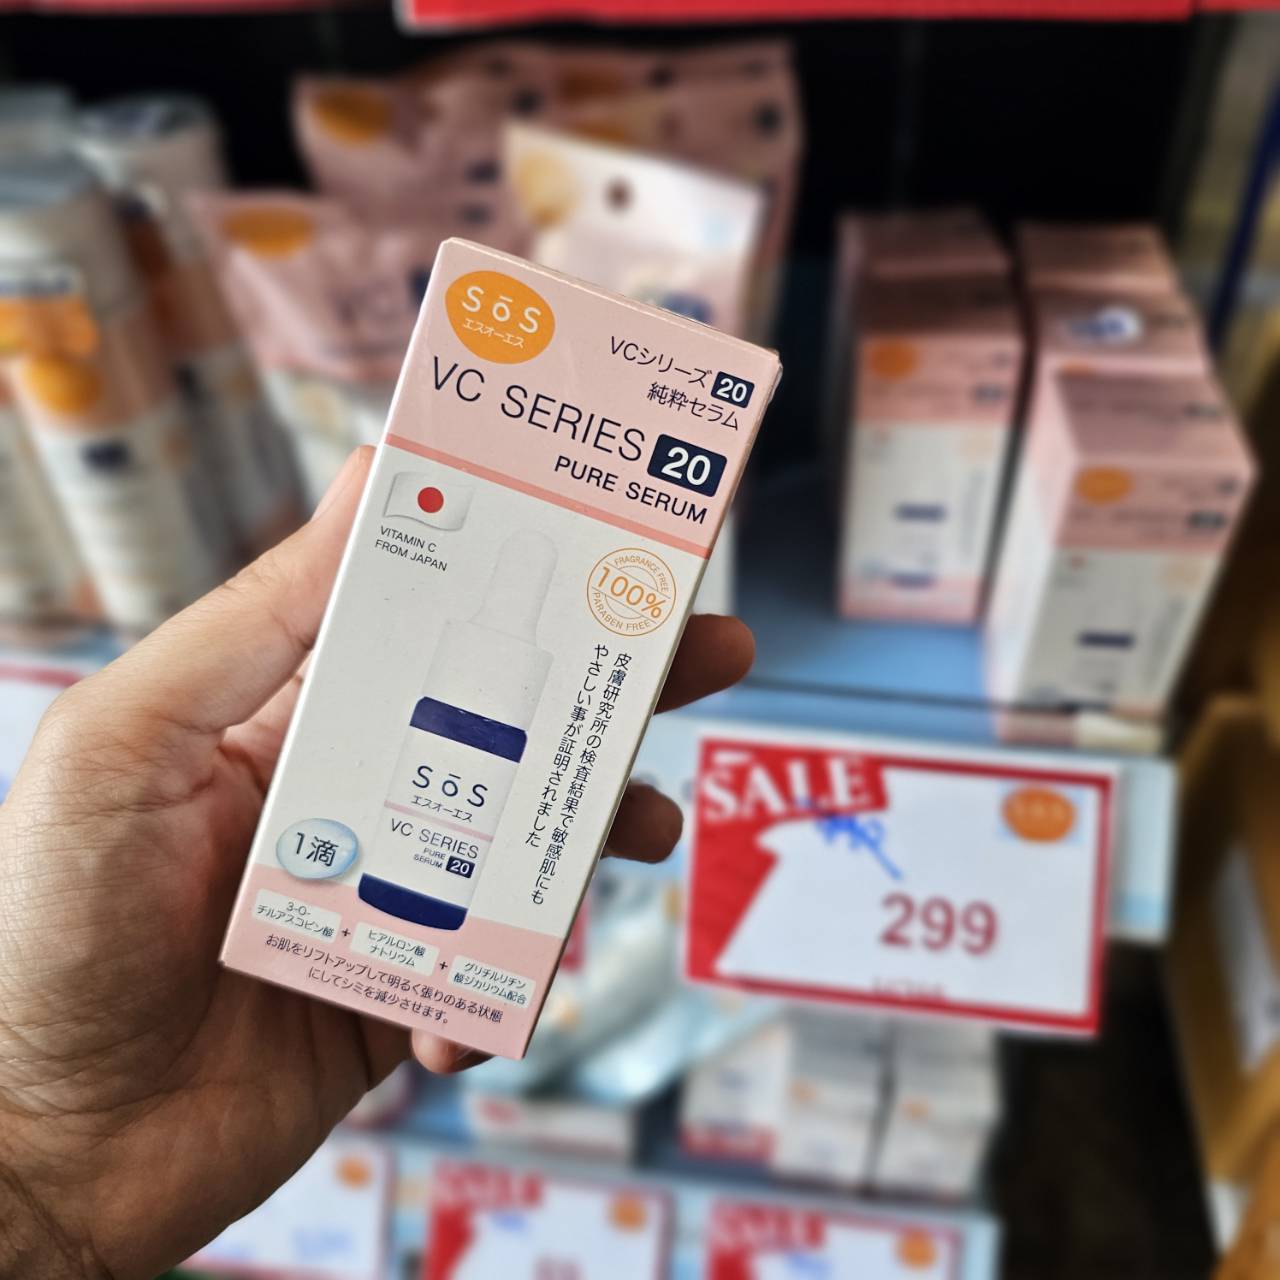 SōS
エスオーエス
VCシリーズ 20
純粋セラム
VC SERIES 20
PURE SERUM
VITAMIN C
FROM JAPAN
FRAGRANCE FREE
100%
PARABEN FREE
皮膚研究所の検査結果で敏感肌にも
やさしい事が証明されました
SōS
エスオーエス
VC SERIES
PURE
SERUM 20
1滴
3-O-
チルアスコビン酸
+
ヒアルロン酸
ナトリウム
+
グリチルリチン
酸ジカリウム配合
お肌をリフトアップして明るく張りのある状態
にしてシミを減少させます。
SALE
299
SALE
SALE